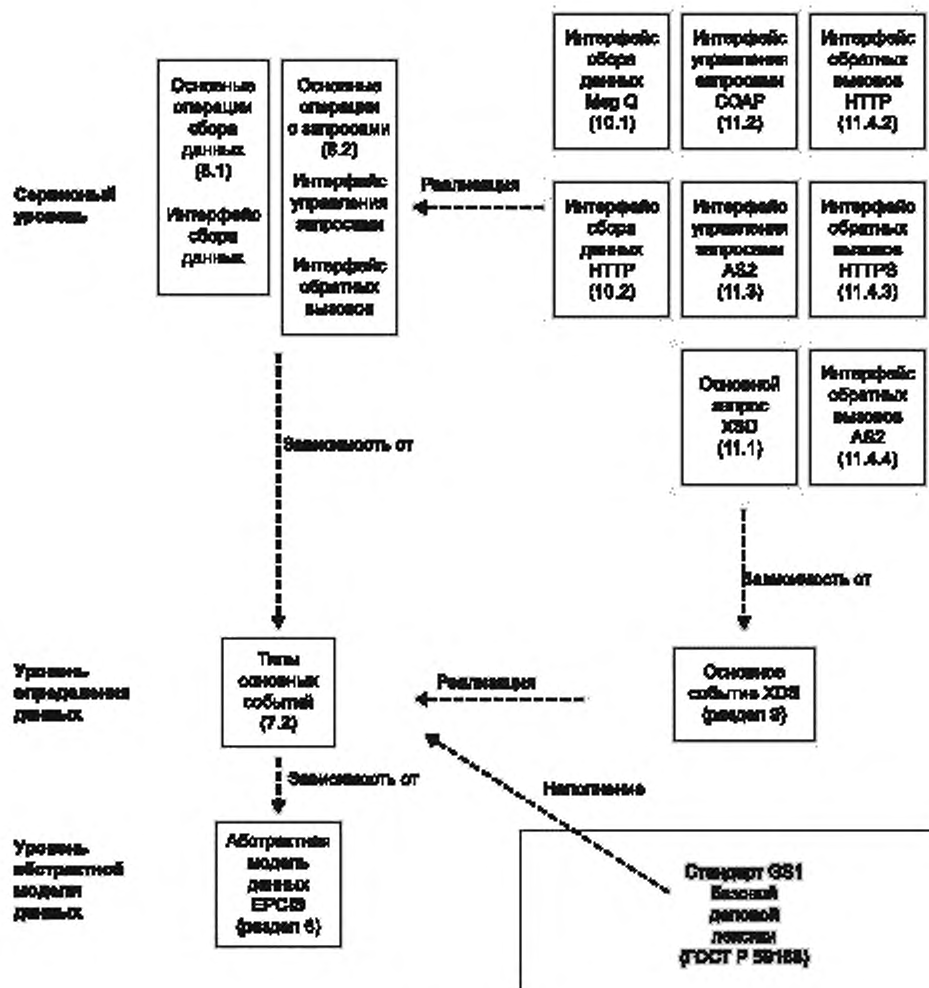 Сервисный
уровень
Основные
операции
сбора
данных
(8.1)
Интерфейс
сбора
данных
Основные
операции
с запросами
(8.2)
Интерфейс
управления
запросами
Интерфейс
обратных
вызовов
Реализация
Интерфейс
сбора
данных
Msg Q
(10.1)
Интерфейс
управления
запросами
COAP
(11.2)
Интерфейс
обратных
вызовов
HTTP
(11.4.2)
Интерфейс
сбора
данных
HTTP
(10.2)
Интерфейс
управления
запросами
AS2
(11.3)
Интерфейс
обратных
вызовов
HTTPS
(11.4.3)
Основной
запрос
XSD
(11.1)
Интерфейс
обратных
вызовов
AS2
(11.4.4)
Зависимость от
Зависимость от
Уровень
определения
данных
Типы
основных
событий
(7.2)
Реализация
Основное
событие XDS
(раздел 9)
Зависимость от
Наполнение
Уровень
абстрактной
модели
данных
Абстрактная
модель
данных
EPCIS
(раздел 6)
Стандарт GS1
Базовой
деловой
лексики
(ГОСТ Р